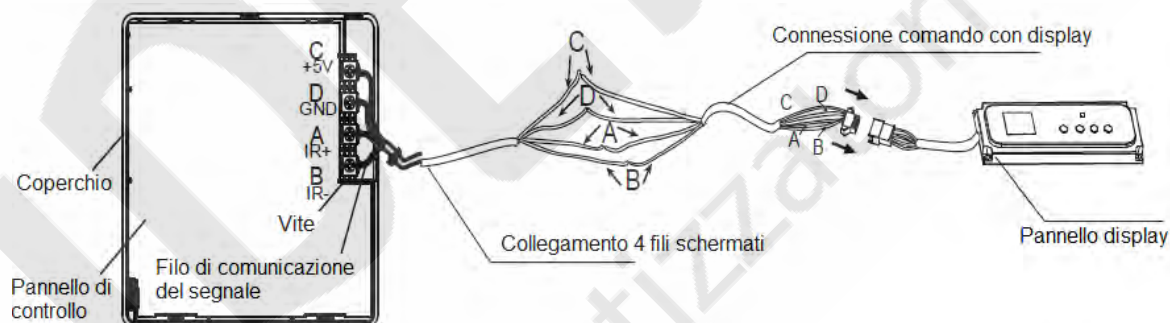 C
+5V
D
GND
A
IR+
B
IR-
Coperchio
Vite
Filo di comunicazione
del segnale
Pannello di
controllo
C
D
A
B
Collegamento 4 fili schermati
Connessione comando con display
C
D
A
B
Pannello display